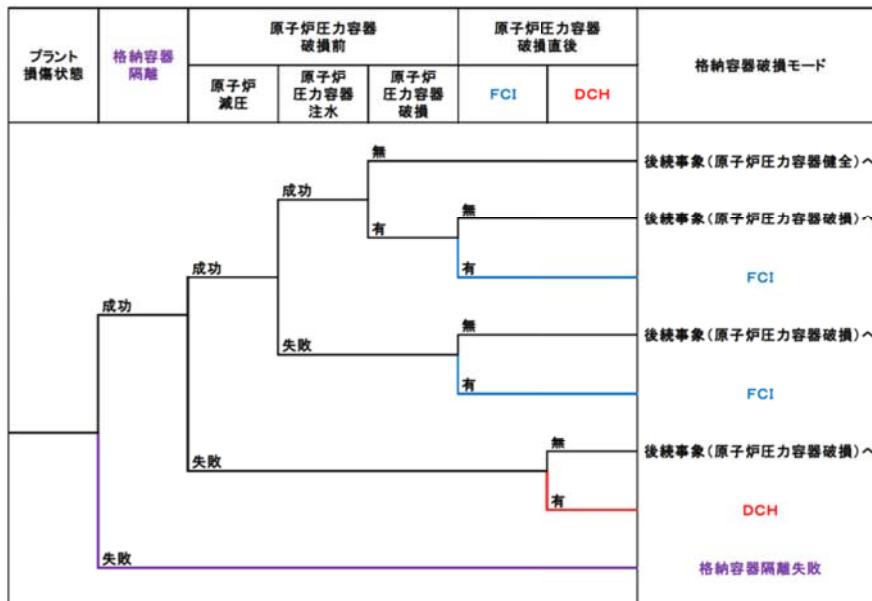 プラント
損傷状態
格納容器
隔離
原子炉圧力容器
破損前
原子炉
減圧
原子炉
圧力容器
注水
原子炉
圧力容器
破損
原子炉圧力容器
破損直後
FCI
DCH
格納容器破損モード
無
後続事象(原子炉圧力容器健全)へ
成功
有
無
後続事象(原子炉圧力容器破損)へ
有
FCI
成功
成功
失敗
無
後続事象(原子炉圧力容器破損)へ
有
FCI
失敗
無
後続事象(原子炉圧力容器破損)へ
有
DCH
失敗
格納容器隔離失敗